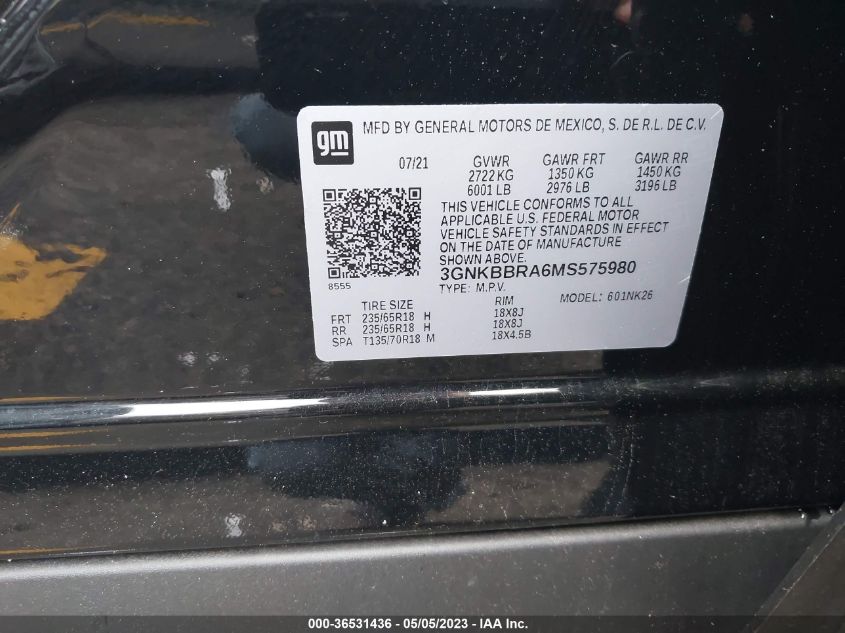 gm
MFD BY GENERAL MOTORS DE MEXICO, S. DE R.L. DE C.V.
07/21 GVWR GAWR FRT GAWR RR
2722 KG 1350 KG 1450 KG
6001 LB 2976 LB 3196 LB
THIS VEHICLE CONFORMS TO ALL
APPLICABLE U.S. FEDERAL MOTOR
VEHICLE SAFETY STANDARDS IN EFFECT
ON THE DATE OF MANUFACTURE
SHOWN ABOVE.
8555
3GNKBBRA6MS575980
TYPE: M.P.V. MODEL: 601NK26
TIRE SIZE RIM
FRT 235/65R18 H 18X8J
RR 235/65R18 H 18X8J
SPA T135/70R18 M 18X4.5B
000-36531436 - 05/05/2023 - IAA Inc.